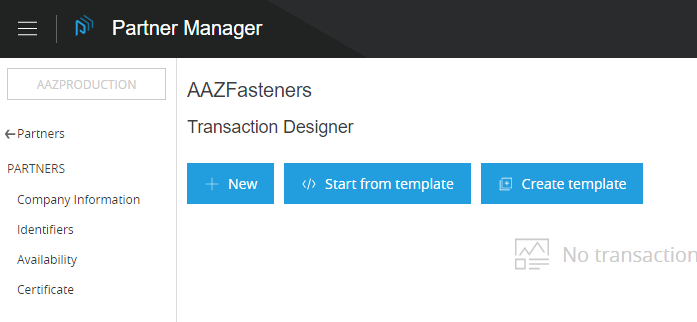 Partner Manager
AAZPRODUCTION
Partners
PARTNERS
Company Information
Identifiers
Availability
Certificate
AAZFasteners
Transaction Designer
New
Start from template
Create template
No transaction